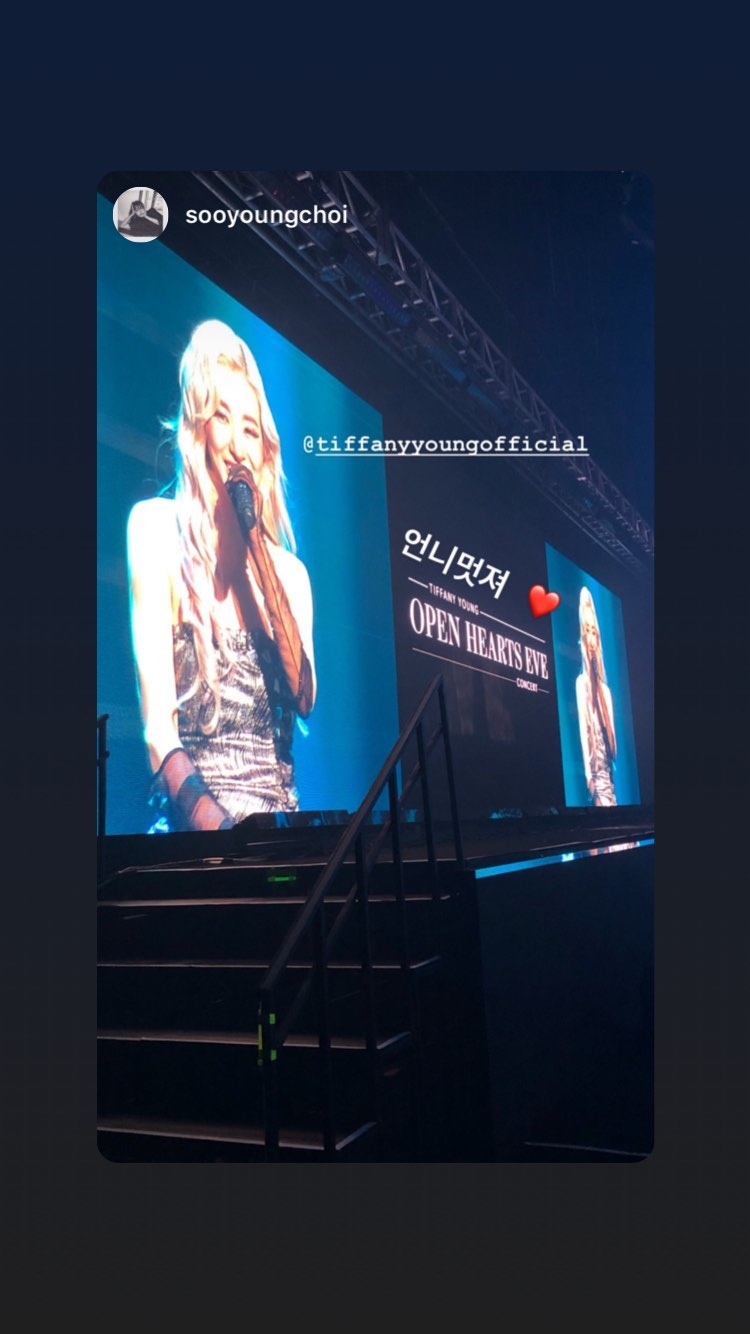 sooyoungchoi
@tiffanyyoungofficial
언니멋져
TIFFANY YOUNG
OPEN HEARTS EVE
CONCERT